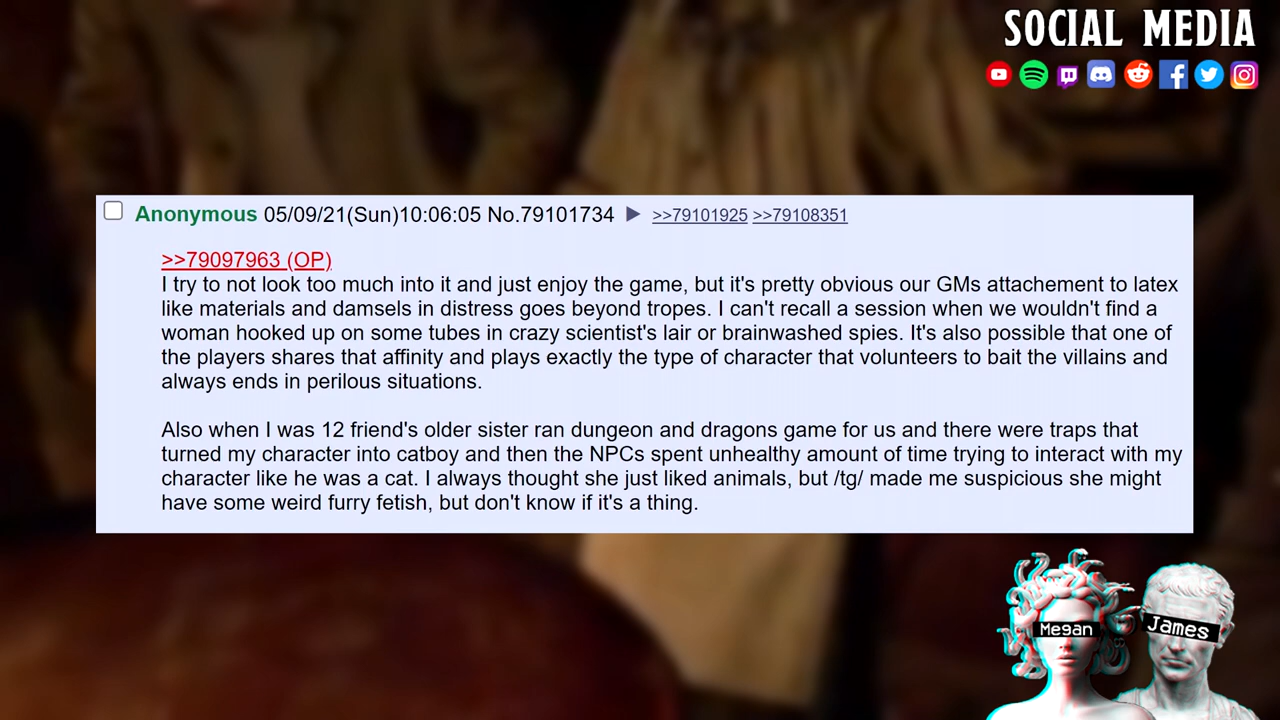 SOCIAL MEDIA
Anonymous 05/09/21(Sun)10:06:05 No.79101734 ▶ >>79101925 >>79108351
>>79097963 (OP)
I try to not look too much into it and just enjoy the game, but it's pretty obvious our GMs attachement to latex
like materials and damsels in distress goes beyond tropes. I can't recall a session when we wouldn't find a
woman hooked up on some tubes in crazy scientist's lair or brainwashed spies. It's also possible that one of
the players shares that affinity and plays exactly the type of character that volunteers to bait the villains and
always ends in perilous situations.
Also when I was 12 friend's older sister ran dungeon and dragons game for us and there were traps that
turned my character into catboy and then the NPCs spent unhealthy amount of time trying to interact with my
character like he was a cat. I always thought she just liked animals, but /tg/ made me suspicious she might
have some weird furry fetish, but don't know if it's a thing.
Megan
James